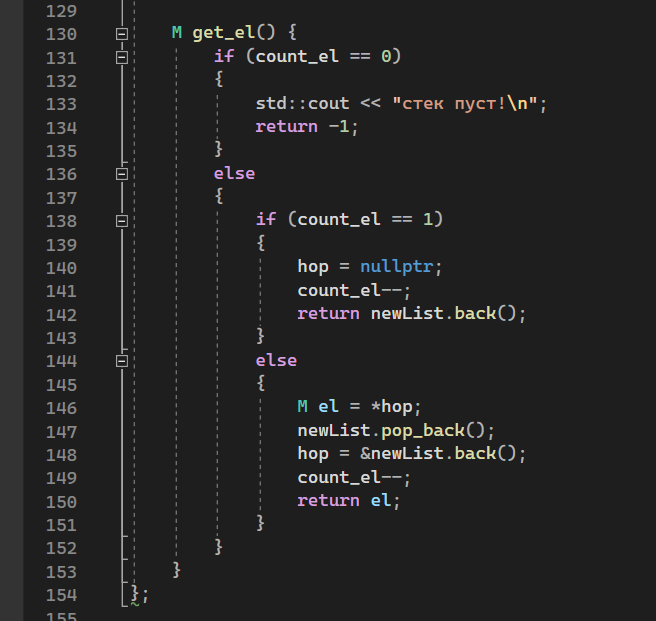 129
130 M get_el() {
131 if (count_el == 0)
132 {
133 std::cout << "стек пуст!\n";
134 return -1;
135 }
136 else
137 {
138 if (count_el == 1)
139 {
140 hop = nullptr;
141 count_el--;
142 return newList.back();
143 }
144 else
145 {
146 M el = *hop;
147 newList.pop_back();
148 hop = &newList.back();
149 count_el--;
150 return el;
151 }
152 }
153 }
154 };
155